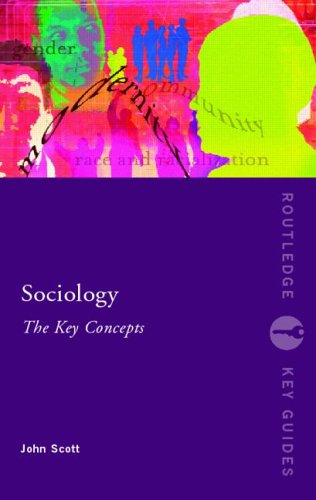 gender
modernity
community
race and racialization
Sociology
The Key Concepts
John Scott
ROUTLEDGE
KEY GUIDES